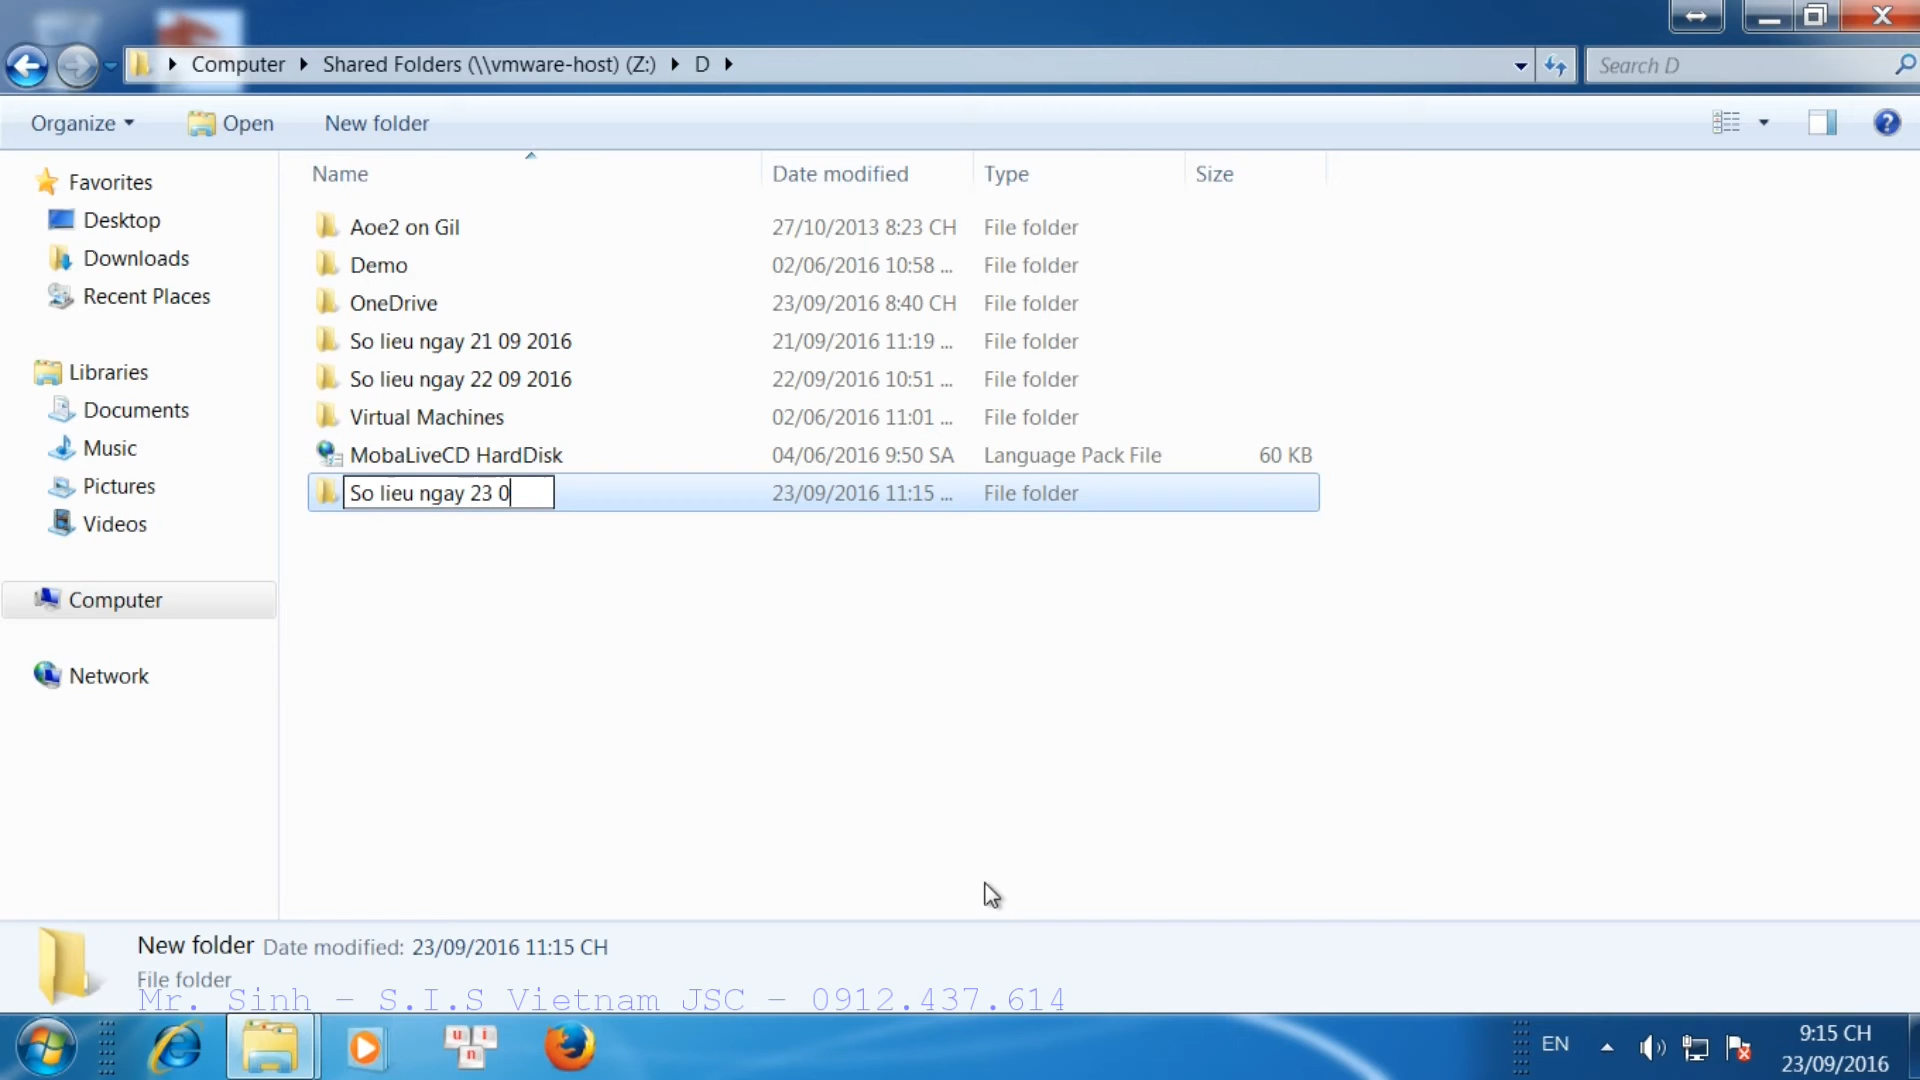 Computer Shared Folders (\\vmware-host) (Z:) D Search D
Organize Open New folder
Name Date modified Type Size
Favorites
Desktop
Downloads
Recent Places
Libraries
Documents
Music
Pictures
Videos
Computer
Network
Aoe2 on Gil 27/10/2013 8:23 CH File folder
Demo 02/06/2016 10:58 ... File folder
OneDrive 23/09/2016 8:40 CH File folder
So lieu ngay 21 09 2016 21/09/2016 11:19 ... File folder
So lieu ngay 22 09 2016 22/09/2016 10:51 ... File folder
Virtual Machines 02/06/2016 11:01 ... File folder
MobaLiveCD HardDisk 04/06/2016 9:50 SA Language Pack File 60 KB
So lieu ngay 23 0 23/09/2016 11:15 ... File folder
New folder Date modified: 23/09/2016 11:15 CH
File folder
Mr. Sinh - S.I.S Vietnam JSC - 0912.437.614
u i n
EN 9:15 CH
23/09/2016